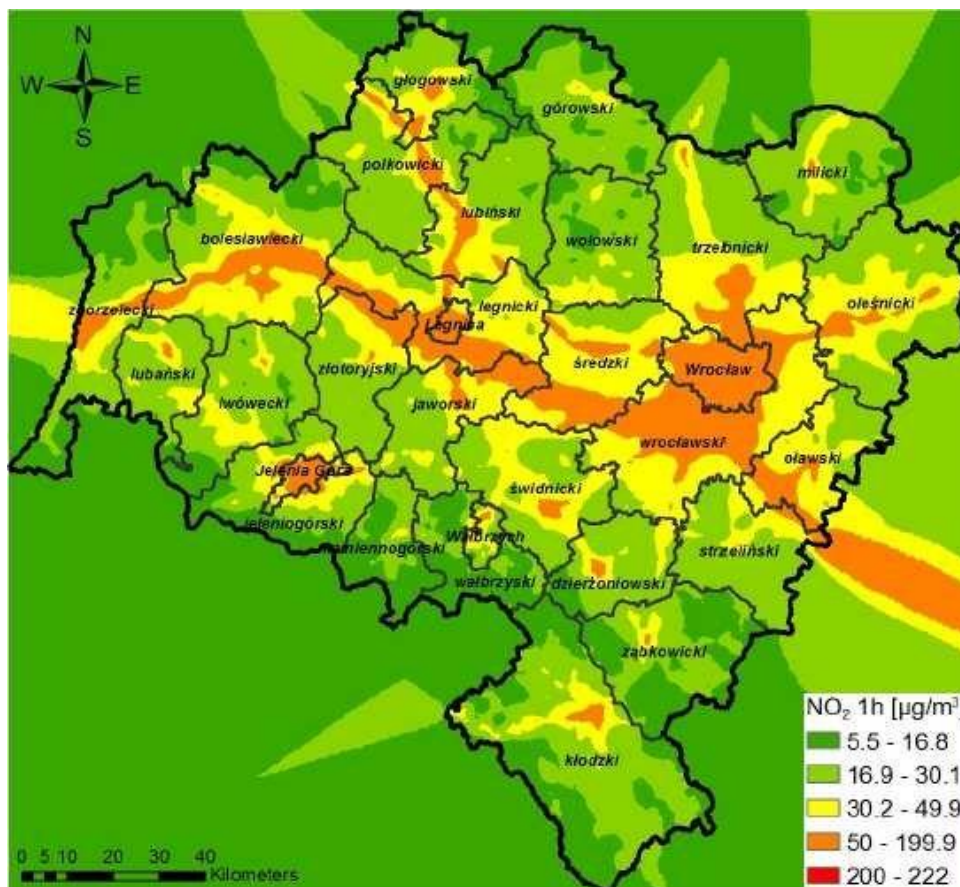 N
W E
S
głogowski
górowski
polkowicki
milicki
lubiński
bolesławiecki
wołowski
trzebnicki
zgorzelecki
legnicki
oleśnicki
Legnica
średzki
Wrocław
lubański
złotoryjski
lwówecki
jaworski
wrocławski
oławski
Jelenia Góra
świdnicki
jeleniogórski
kamiennogórski
Wałbrzych
strzeliński
wałbrzyski
dzierżoniowski
ząbkowicki
kłodzki
NO₂ 1h [µg/m³]
5.5 - 16.8
16.9 - 30.1
30.2 - 49.9
50 - 199.9
200 - 222
0 5 10 20 30 40
Kilometers